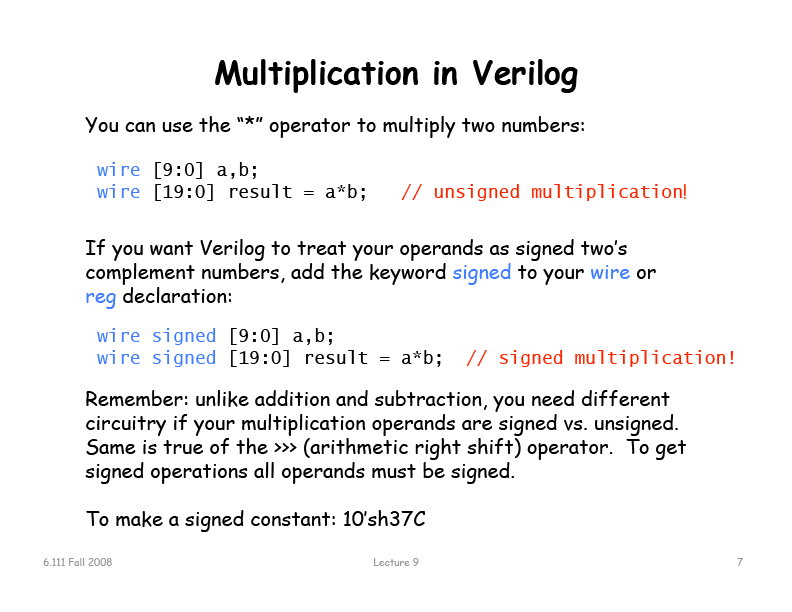 Multiplication in Verilog
You can use the “*” operator to multiply two numbers:
wire [9:0] a,b;
wire [19:0] result = a*b;   // unsigned multiplication!
If you want Verilog to treat your operands as signed two’s
complement numbers, add the keyword signed to your wire or
reg declaration:
wire signed [9:0] a,b;
wire signed [19:0] result = a*b;  // signed multiplication!
Remember: unlike addition and subtraction, you need different
circuitry if your multiplication operands are signed vs. unsigned.
Same is true of the >>> (arithmetic right shift) operator.  To get
signed operations all operands must be signed.
To make a signed constant: 10’sh37C
6.111 Fall 2008
Lecture 9
7